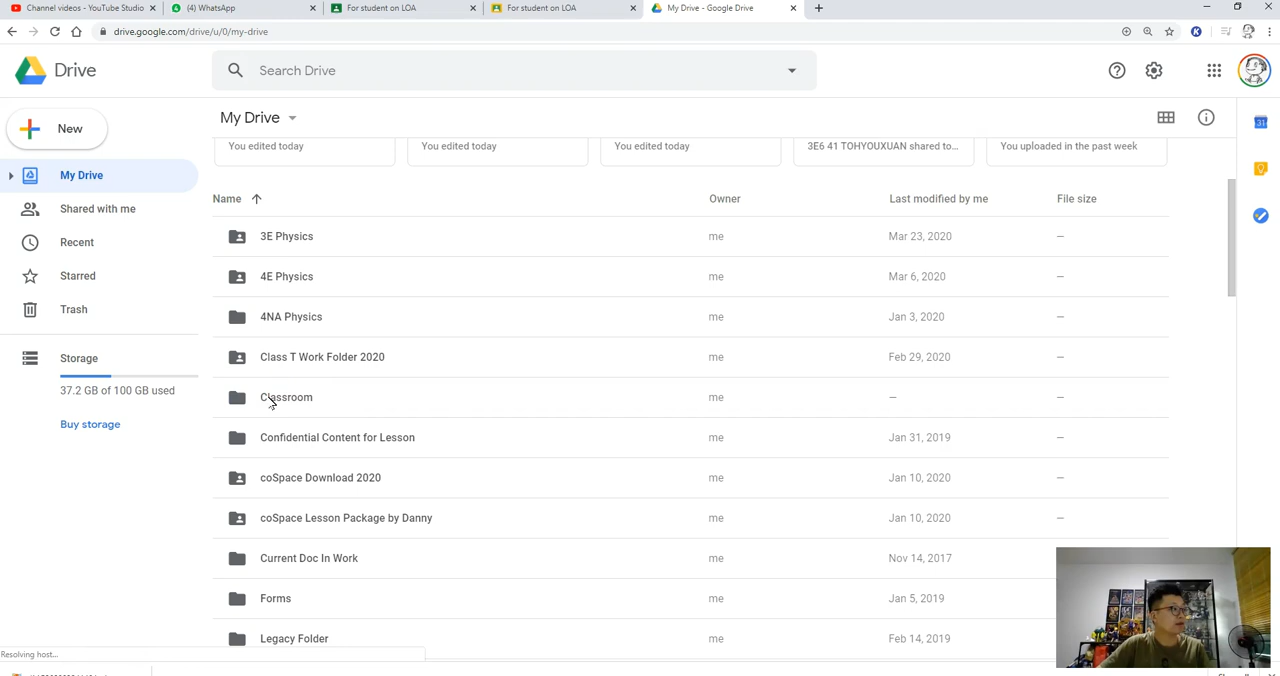 Channel videos - YouTube Studio
(4) WhatsApp
For student on LOA
For student on LOA
My Drive - Google Drive
drive.google.com/drive/u/0/my-drive
Drive
Search Drive
New
My Drive
Shared with me
Recent
Starred
Trash
Storage
37.2 GB of 100 GB used
Buy storage
My Drive
You edited today
You edited today
You edited today
3E6 41 TOHYOUXUAN shared to...
You uploaded in the past week
Name Owner Last modified by me File size
3E Physics me Mar 23, 2020 —
4E Physics me Mar 6, 2020 —
4NA Physics me Jan 3, 2020 —
Class T Work Folder 2020 me Feb 29, 2020 —
Classroom me — —
Confidential Content for Lesson me Jan 31, 2019 —
coSpace Download 2020 me Jan 10, 2020 —
coSpace Lesson Package by Danny me Jan 10, 2020 —
Current Doc In Work me Nov 14, 2017
Forms me Jan 5, 2019
Legacy Folder me Feb 14, 2019
31
Resolving host...